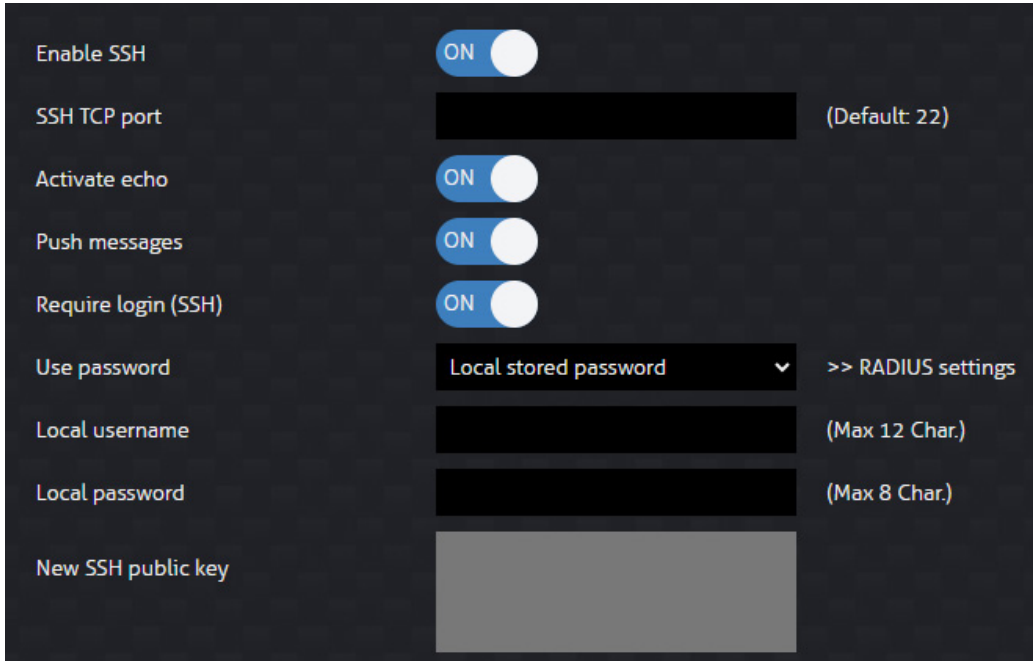 Enable SSH ON
SSH TCP port (Default: 22)
Activate echo ON
Push messages ON
Require login (SSH) ON
Use password Local stored password >> RADIUS settings
Local username (Max 12 Char.)
Local password (Max 8 Char.)
New SSH public key